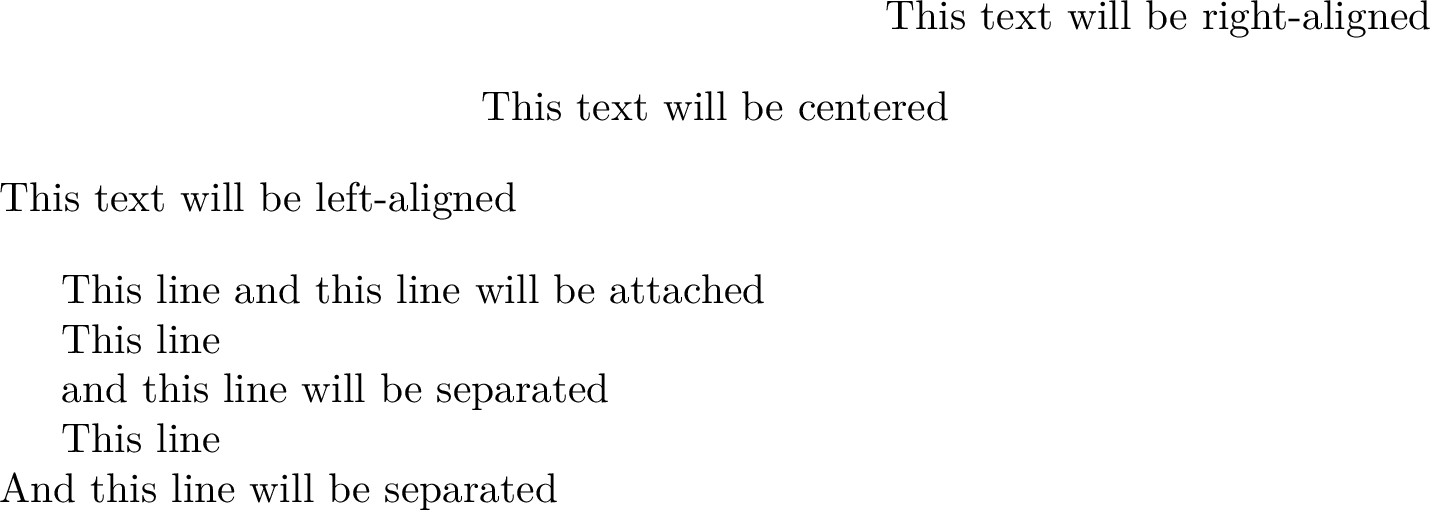 This text will be right-aligned
This text will be centered
This text will be left-aligned
This line and this line will be attached
This line
and this line will be separated
This line
And this line will be separated